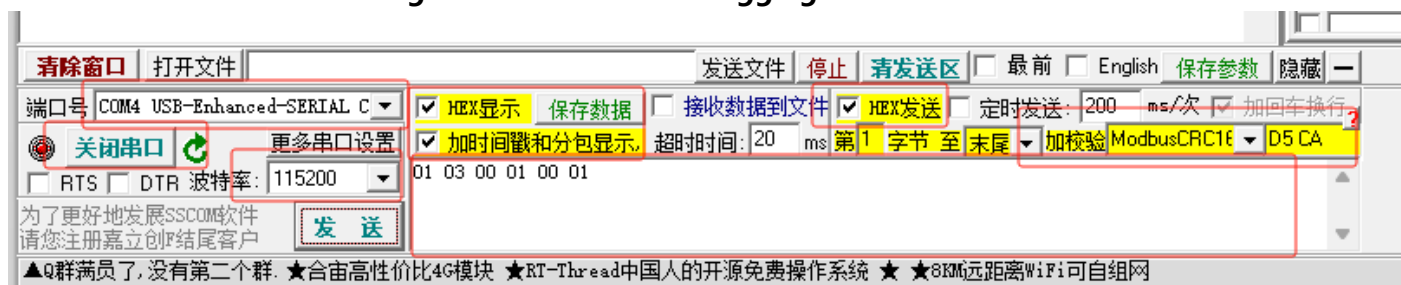 清除窗口 打开文件 发送文件 停止 清发送区 最前 English 保存参数 隐藏 —
端口号 COM4 USB-Enhanced-SERIAL C HEX显示 保存数据 接收数据到文件 HEX发送 定时发送: 200 ms/次 加回车换行
关闭串口 更多串口设置 加时间戳和分包显示, 超时时间: 20 ms 第1 字节 至 末尾 加校验 ModbusCRC16 D5 CA ?
RTS DTR 波特率: 115200 01 03 00 01 00 01
为了更好地发展SSCOM软件
请您注册嘉立创F结尾客户 发 送
▲Q群满员了,没有第二个群. ★合宙高性价比4G模块 ★RT-Thread中国人的开源免费操作系统 ★ ★8KM远距离WiFi可自组网